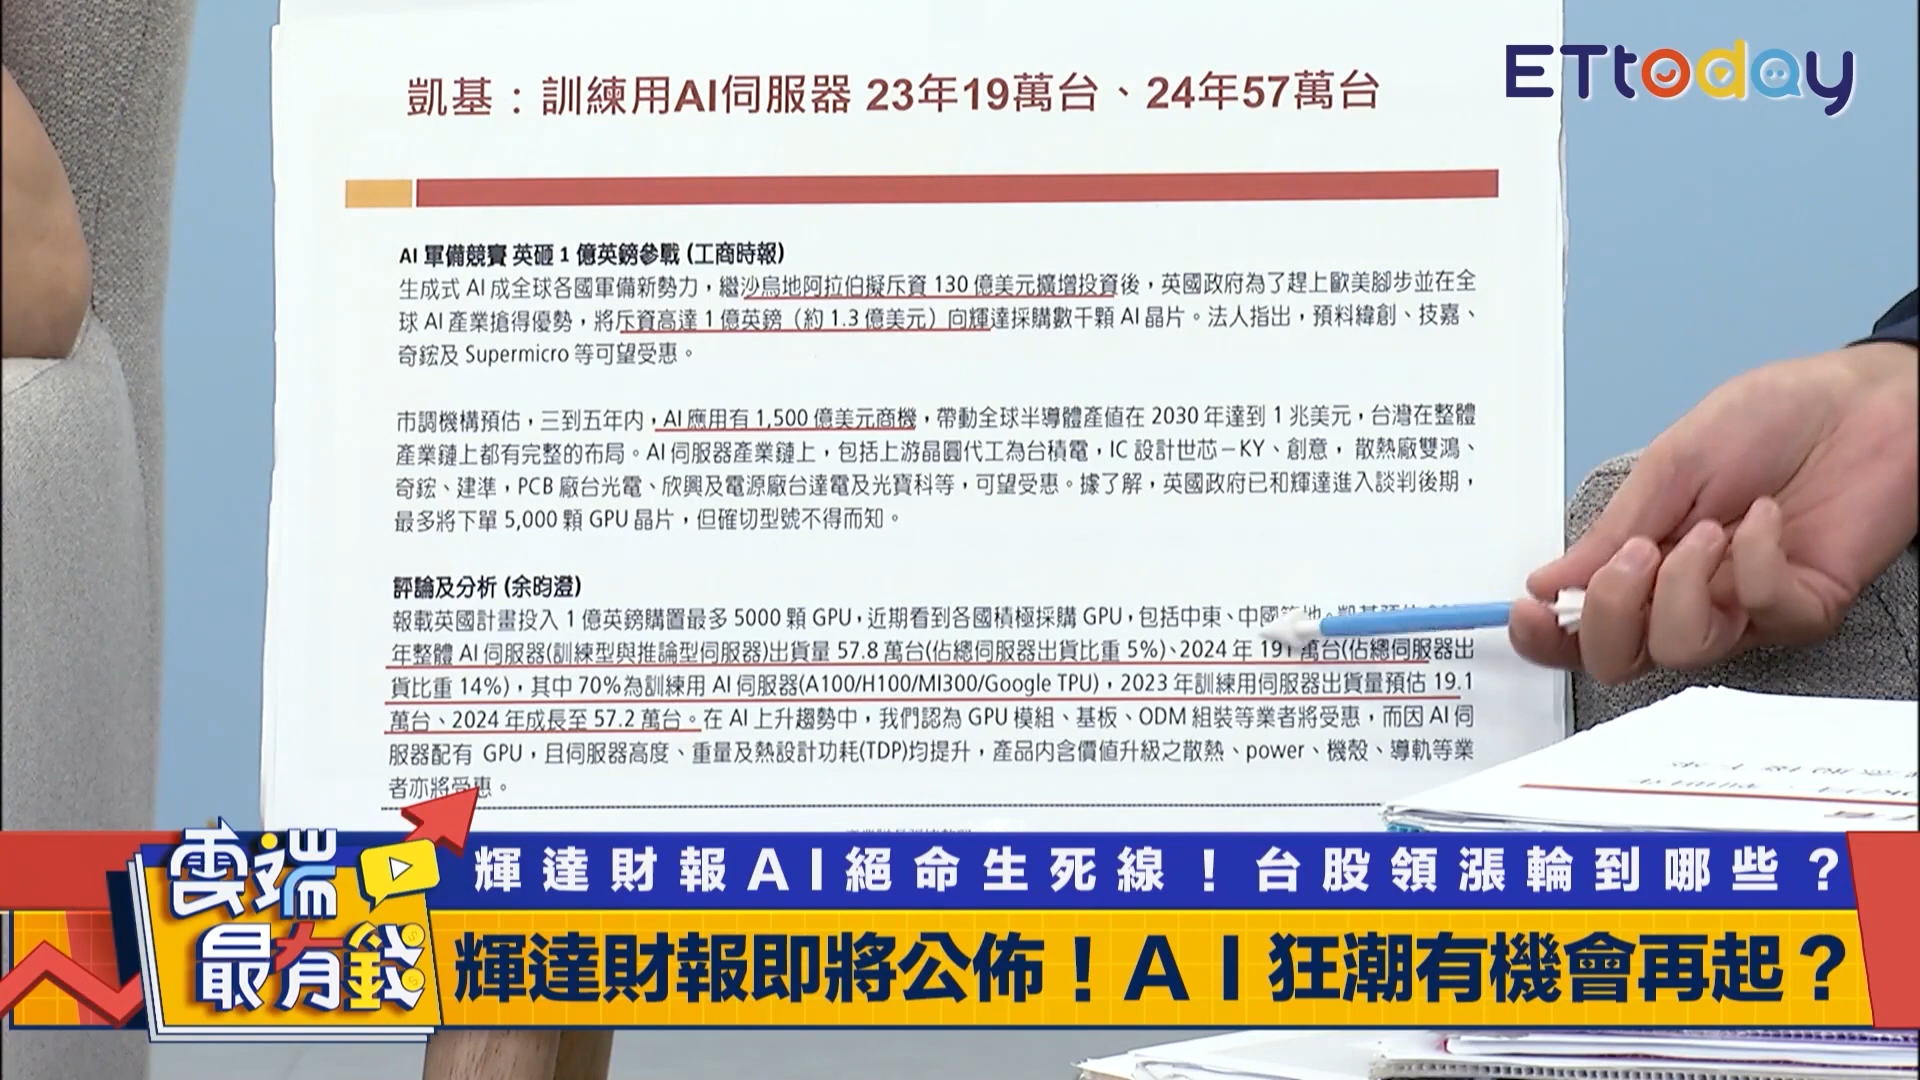 ETtoday
凱基：訓練用AI伺服器 23年19萬台、24年57萬台
AI 軍備競賽 英砸 1 億英鎊參戰 (工商時報)
生成式 AI 成全球各國軍備新勢力，繼沙烏地阿拉伯擬斥資 130 億美元擴增投資後，英國政府為了趕上歐美腳步並在全
球 AI 產業搶得優勢，將斥資高達 1 億英鎊（約 1.3 億美元）向輝達採購數千顆 AI 晶片。法人指出，預料緯創、技嘉、
奇鋐及 Supermicro 等可望受惠。
市調機構預估，三到五年內，AI 應用有 1,500 億美元商機，帶動全球半導體產值在 2030 年達到 1 兆美元，台灣在整體
產業鏈上都有完整的布局。AI 伺服器產業鏈上，包括上游晶圓代工為台積電，IC 設計世芯－KY、創意， 散熱廠雙鴻、
奇鋐、建準，PCB 廠台光電、欣興及電源廠台達電及光寶科等，可望受惠。據了解，英國政府已和輝達進入談判後期，
最多將下單 5,000 顆 GPU 晶片，但確切型號不得而知。
評論及分析 (余昀澄)
報載英國計畫投入 1 億英鎊購置最多 5000 顆 GPU，近期看到各國積極採購 GPU，包括中東、中國
年整體 AI 伺服器(訓練型與推論型伺服器)出貨量 57.8 萬台(佔總伺服器出貨比重 5%)、2024 年 191 萬台(佔總伺服器出
貨比重 14%)，其中 70%為訓練用 AI 伺服器(A100/H100/MI300/Google TPU)，2023 年訓練用伺服器出貨量預估 19.1
萬台、2024 年成長至 57.2 萬台。在 AI 上升趨勢中，我們認為 GPU 模組、基板、ODM 組裝等業者將受惠，而因 AI 伺
服器配有 GPU，且伺服器高度、重量及熱設計功耗(TDP)均提升，產品內含價值升級之散熱、power、機殼、導軌等業
者亦將受惠。
雲端
最有錢
輝達財報AI絕命生死線！台股領漲輪到哪些？
輝達財報即將公佈！AI狂潮有機會再起？